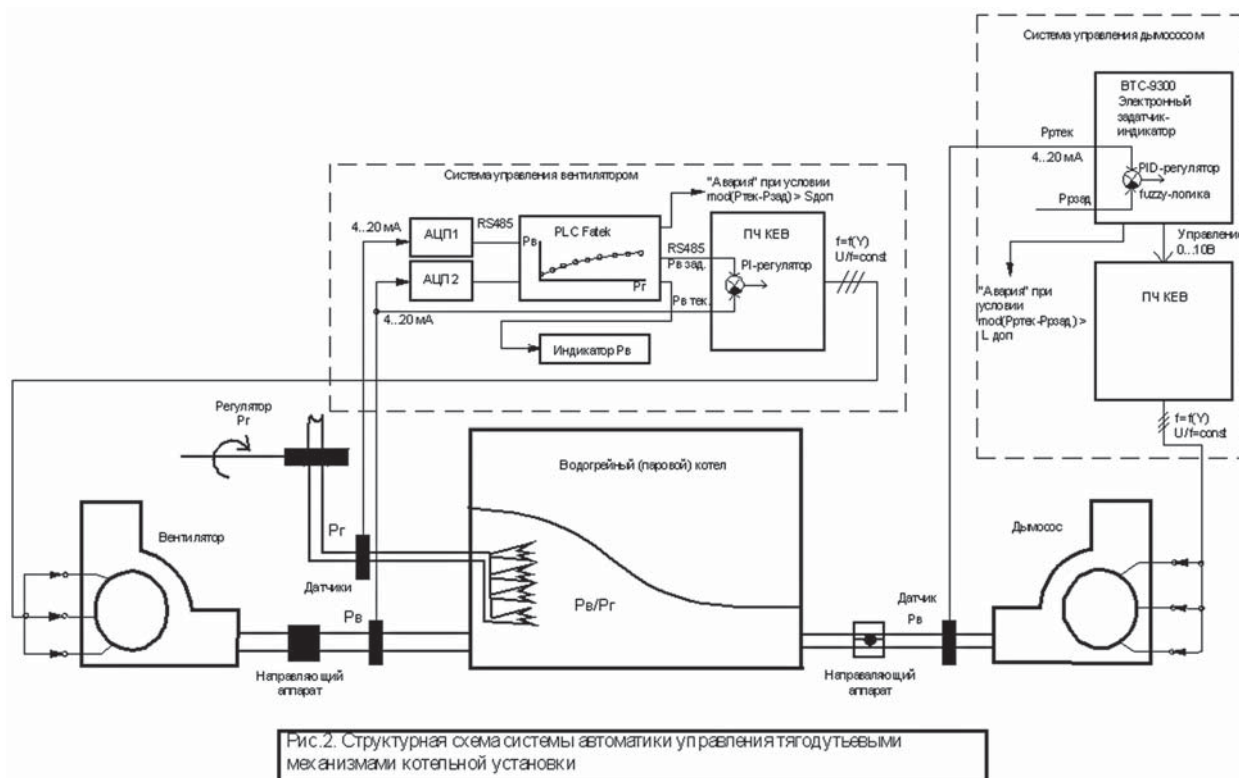 Система управления дымососом
ВТС-9300
Электронный
задатчик-
индикатор
Рртек
4...20 мА
PID-регулятор
fuzzy-логика
Ррзад
Управление
0...10В
"Авария" при
условии
mod(Рртек-Ррзад) >
L доп
ПЧ КЕВ
f=f(Y)
U/f=const
Система управления вентилятором
"Авария" при условии
mod(Ртек-Рзад) > Sдоп
4...20 мА
АЦП1
RS485
PLC Fatek
Рв
Рг
АЦП2
4...20 мА
RS485
Рв зад.
Рв тек.
ПЧ КЕВ
PI-регулятор
f=f(Y)
U/f=const
Индикатор Рв
Регулятор
Рг
Водогрейный (паровой) котел
Вентилятор
Рг
Датчики
Рв
Рв/Рг
Направляющий
аппарат
Датчик
Рв
Направаляющий
аппарат
Дымосос
Рис.2. Структурная схема системы автоматики управления тягодутьевыми
механизмами котельной установки